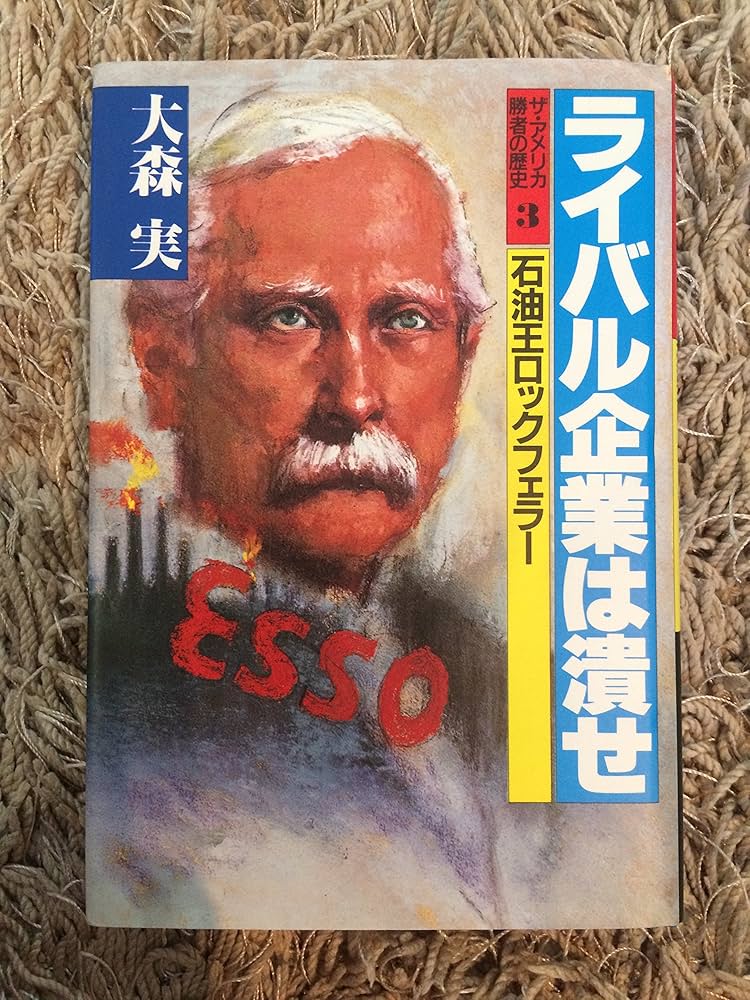 ライバル企業は潰せ
ザ・アメリカ
勝者の歴史
3
石油王ロックフェラー
大森 実
ESSO